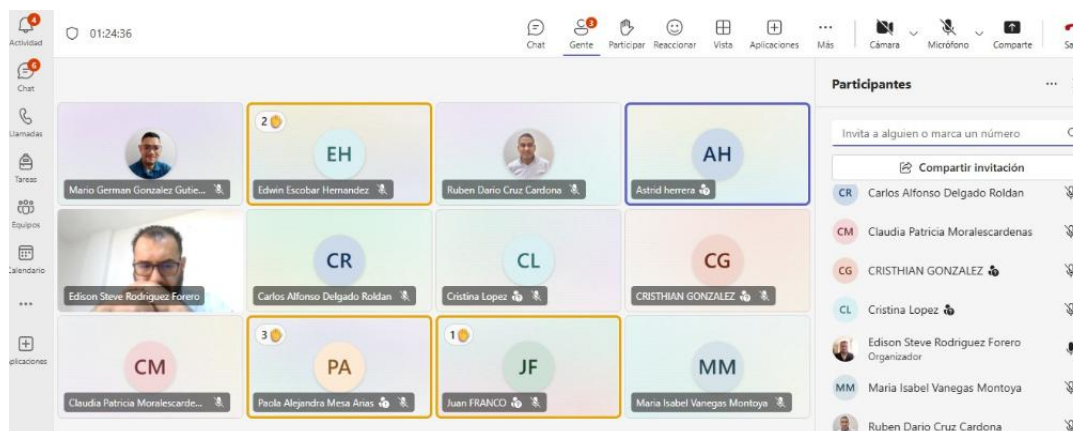 4
Actividad
01:24:36
Chat
3
Gente
Participar
Reaccionar
Vista
Aplicaciones
Más
Cámara
Micrófono
Comparte
6
Chat
Llamadas
Tareas
Equipos
Calendario
Aplicaciones
Mario German Gonzalez Gutie...
2
EH
Edwin Escobar Hernandez
Ruben Dario Cruz Cardona
AH
Astrid herrera
Edison Steve Rodriguez Forero
CR
Carlos Alfonso Delgado Roldan
CL
Cristina Lopez
CG
CRISTHIAN GONZALEZ
CM
Claudia Patricia Moralescarde...
3
PA
Paola Alejandra Mesa Arias
1
JF
Juan FRANCO
MM
Maria Isabel Vanegas Montoya
Participantes
Invita a alguien o marca un número
Compartir invitación
CR Carlos Alfonso Delgado Roldan
CM Claudia Patricia Moralescardenas
CG CRISTHIAN GONZALEZ
CL Cristina Lopez
Edison Steve Rodriguez Forero
Organizador
MM Maria Isabel Vanegas Montoya
Ruben Dario Cruz Cardona